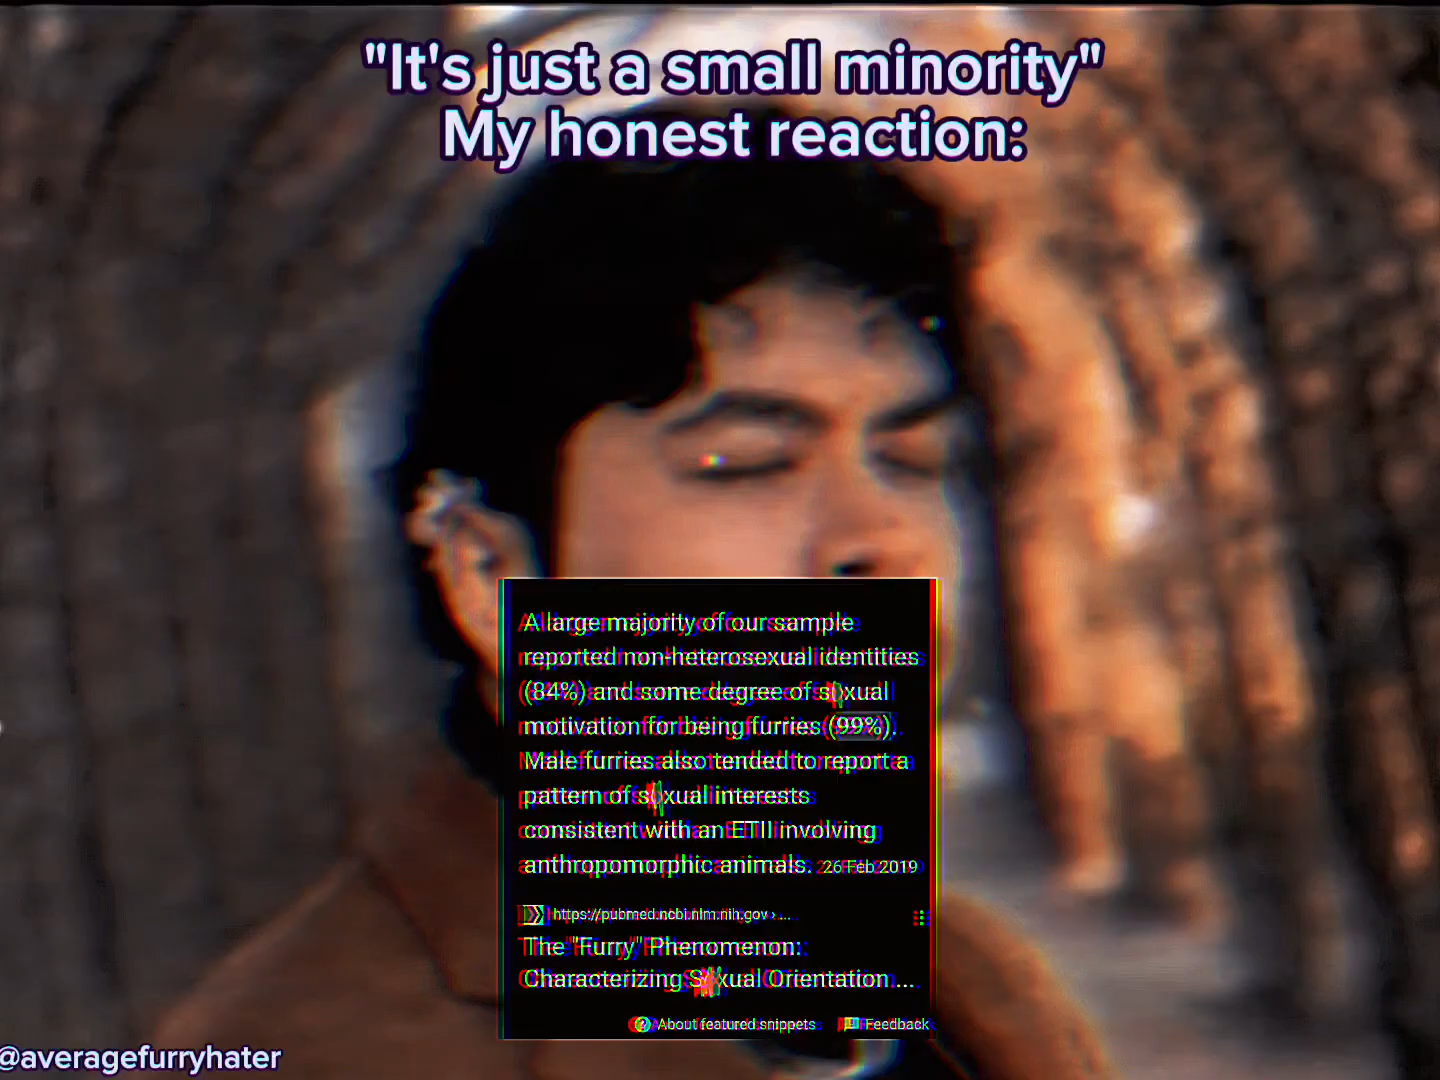 "It's just a small minority"
My honest reaction:
A large majority of our sample
reported non-heterosexual identities
(84%) and some degree of s()xual
motivation for being furries (99%).
Male furries also tended to report a
pattern of s()xual interests
consistent with an ETII involving
anthropomorphic animals. 26 Feb 2019
https://pubmed.ncbi.nlm.nih.gov › ...
The "Furry" Phenomenon:
Characterizing Sexual Orientation ...
About featured snippets
Feedback
@averagefurryhater